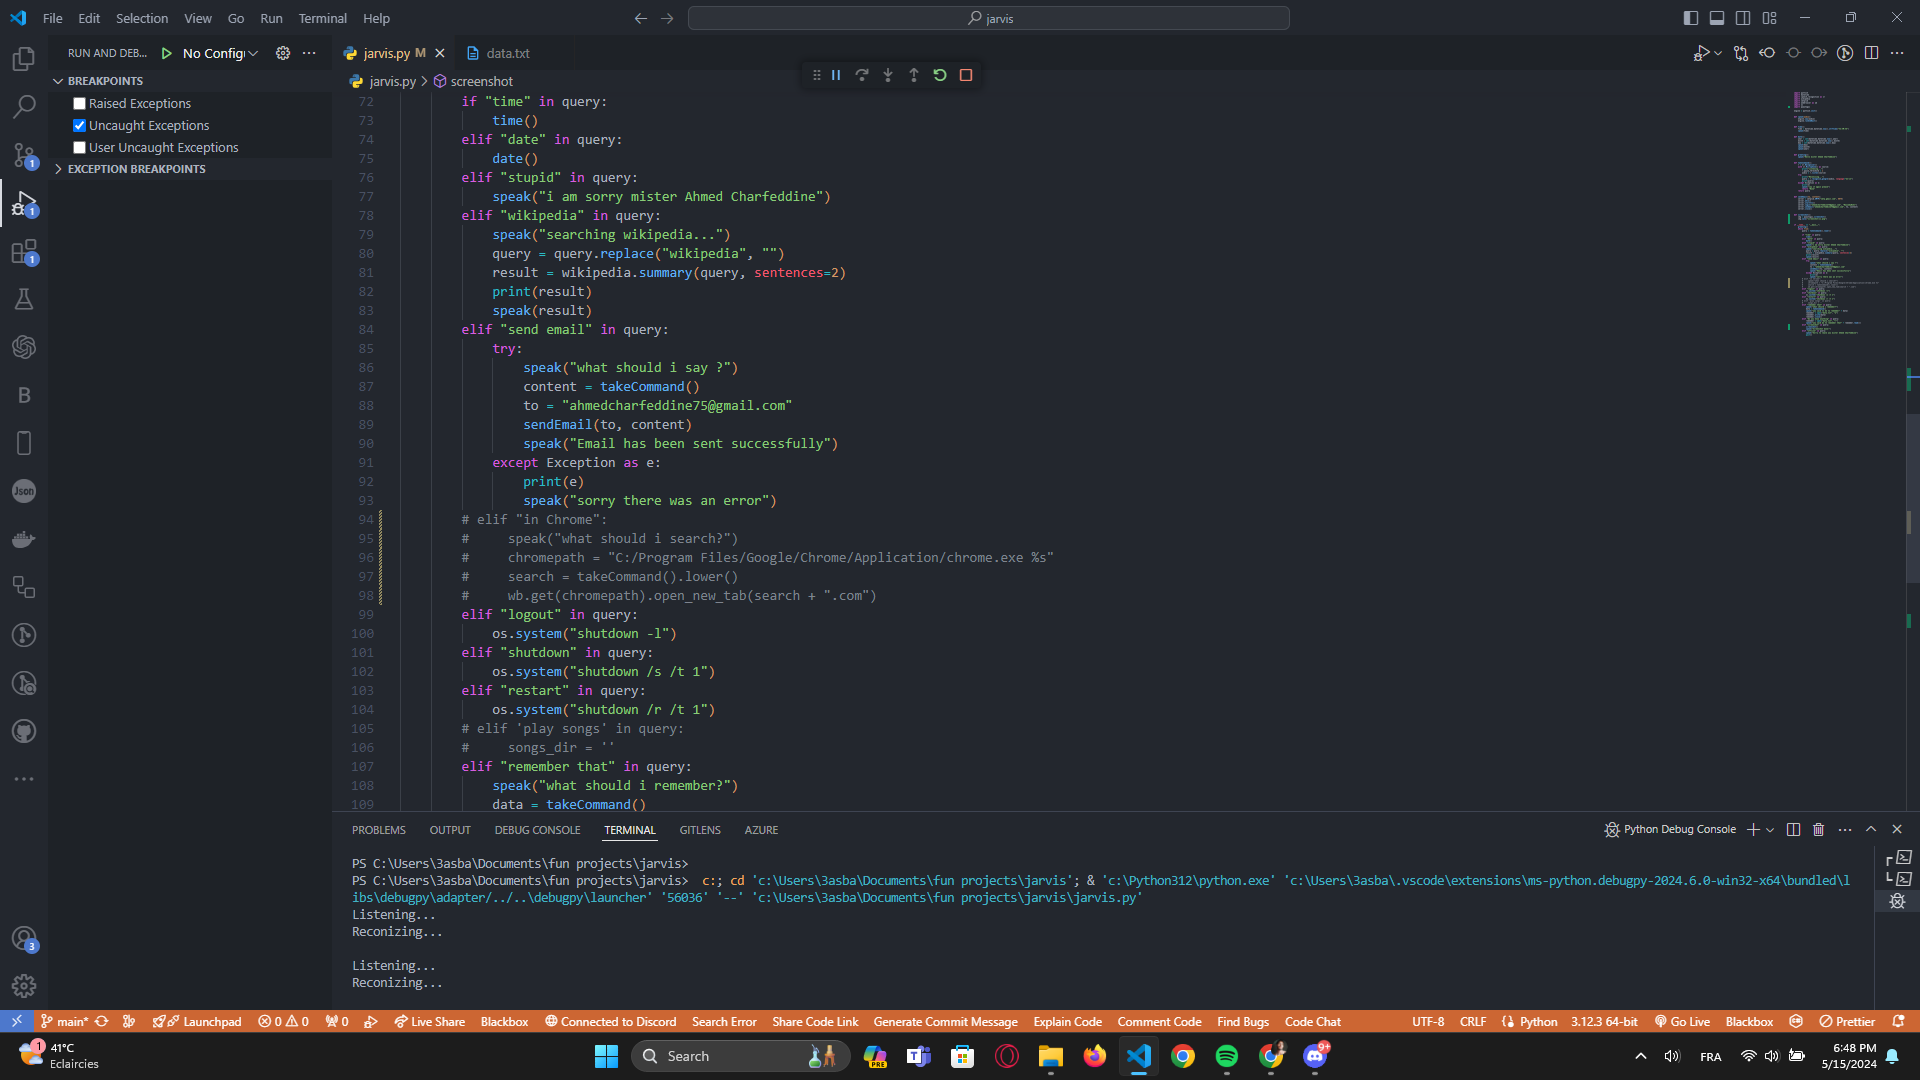 File Edit Selection View Go Run Terminal Help
jarvis
RUN AND DEB... No Config
jarvis.py M
data.txt
BREAKPOINTS
Raised Exceptions
Uncaught Exceptions
User Uncaught Exceptions
EXCEPTION BREAKPOINTS
jarvis.py > screenshot
72 if "time" in query:
73 time()
74 elif "date" in query:
75 date()
76 elif "stupid" in query:
77 speak("i am sorry mister Ahmed Charfeddine")
78 elif "wikipedia" in query:
79 speak("searching wikipedia...")
80 query = query.replace("wikipedia", "")
81 result = wikipedia.summary(query, sentences=2)
82 print(result)
83 speak(result)
84 elif "send email" in query:
85 try:
86 speak("what should i say ?")
87 content = takeCommand()
88 to = "ahmedcharfeddine75@gmail.com"
89 sendEmail(to, content)
90 speak("Email has been sent successfully")
91 except Exception as e:
92 print(e)
93 speak("sorry there was an error")
94 # elif "in Chrome":
95 # speak("what should i search?")
96 # chromepath = "C:/Program Files/Google/Chrome/Application/chrome.exe %s"
97 # search = takeCommand().lower()
98 # wb.get(chromepath).open_new_tab(search + ".com")
99 elif "logout" in query:
100 os.system("shutdown -l")
101 elif "shutdown" in query:
102 os.system("shutdown /s /t 1")
103 elif "restart" in query:
104 os.system("shutdown /r /t 1")
105 # elif 'play songs' in query:
106 # songs_dir = ''
107 elif "remember that" in query:
108 speak("what should i remember?")
109 data = takeCommand()
PROBLEMS OUTPUT DEBUG CONSOLE TERMINAL GITLENS AZURE
Python Debug Console
PS C:\Users\3asba\Documents\fun projects\jarvis>
PS C:\Users\3asba\Documents\fun projects\jarvis> c:; cd 'c:\Users\3asba\Documents\fun projects\jarvis'; & 'c:\Python312\python.exe' 'c:\Users\3asba\.vscode\extensions\ms-python.debugpy-2024.6.0-win32-x64\bundled\l
ibs\debugpy\adapter/../..\debugpy\launcher' '56036' '--' 'c:\Users\3asba\Documents\fun projects\jarvis\jarvis.py'
Listening...
Reconizing...
Listening...
Reconizing...
main* Launchpad 0 0 0 Live Share Blackbox Connected to Discord Search Error Share Code Link Generate Commit Message Explain Code Comment Code Find Bugs Code Chat UTF-8 CRLF Python 3.12.3 64-bit Go Live Blackbox Prettier
1
1
1
B
Json
3
1
41°C
Eclaircies
Search
PRE
9+
FRA
6:48 PM
5/15/2024